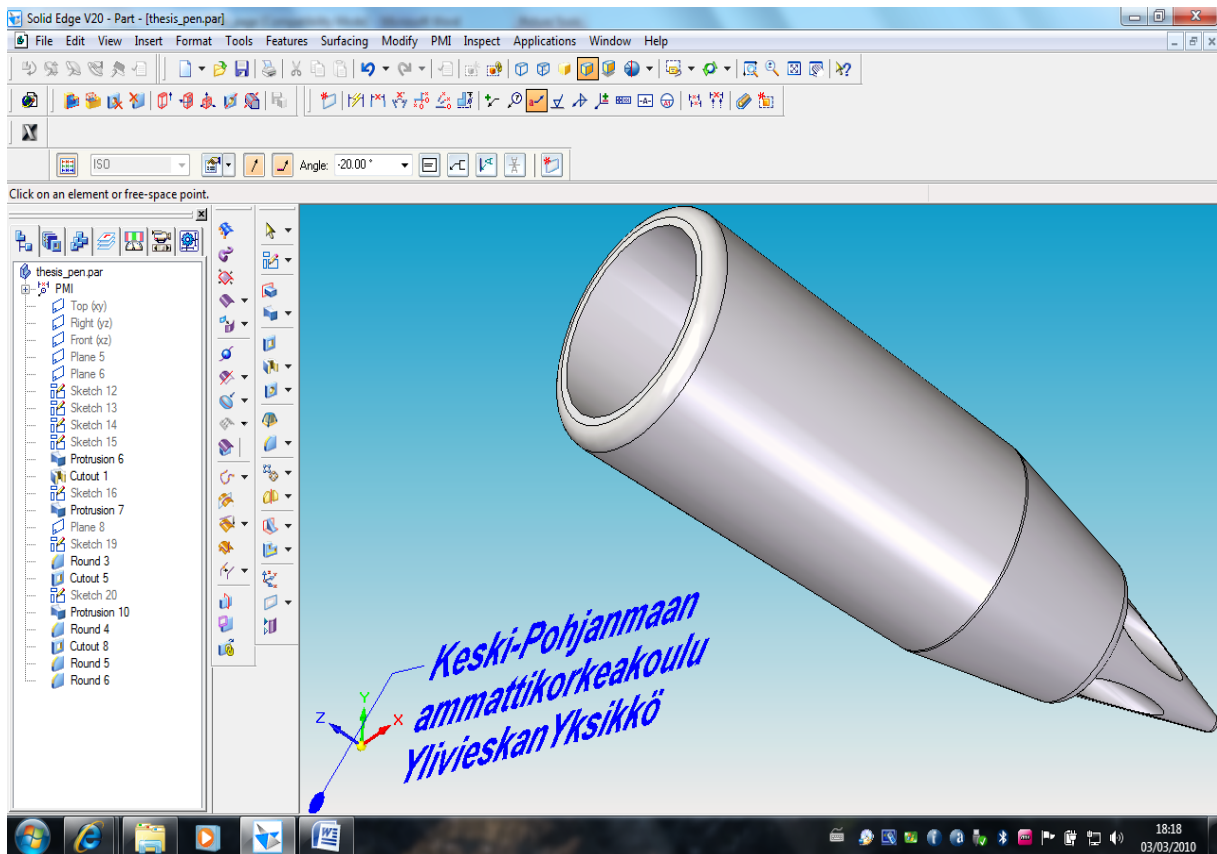 Solid Edge V20 - Part - [thesis_pen.par]
File Edit View Insert Format Tools Features Surfacing Modify PMI Inspect Applications Window Help
ISO Angle: -20.00 °
Click on an element or free-space point.
thesis_pen.par
PMI
Top (xy)
Right (yz)
Front (xz)
Plane 5
Plane 6
Sketch 12
Sketch 13
Sketch 14
Sketch 15
Protrusion 6
Cutout 1
Sketch 16
Protrusion 7
Plane 8
Sketch 19
Round 3
Cutout 5
Sketch 20
Protrusion 10
Round 4
Cutout 8
Round 5
Round 6
Keski-Pohjanmaan
ammattikorkeakoulu
YlivieskanYksikkö
Y
Z
X
18:18
03/03/2010